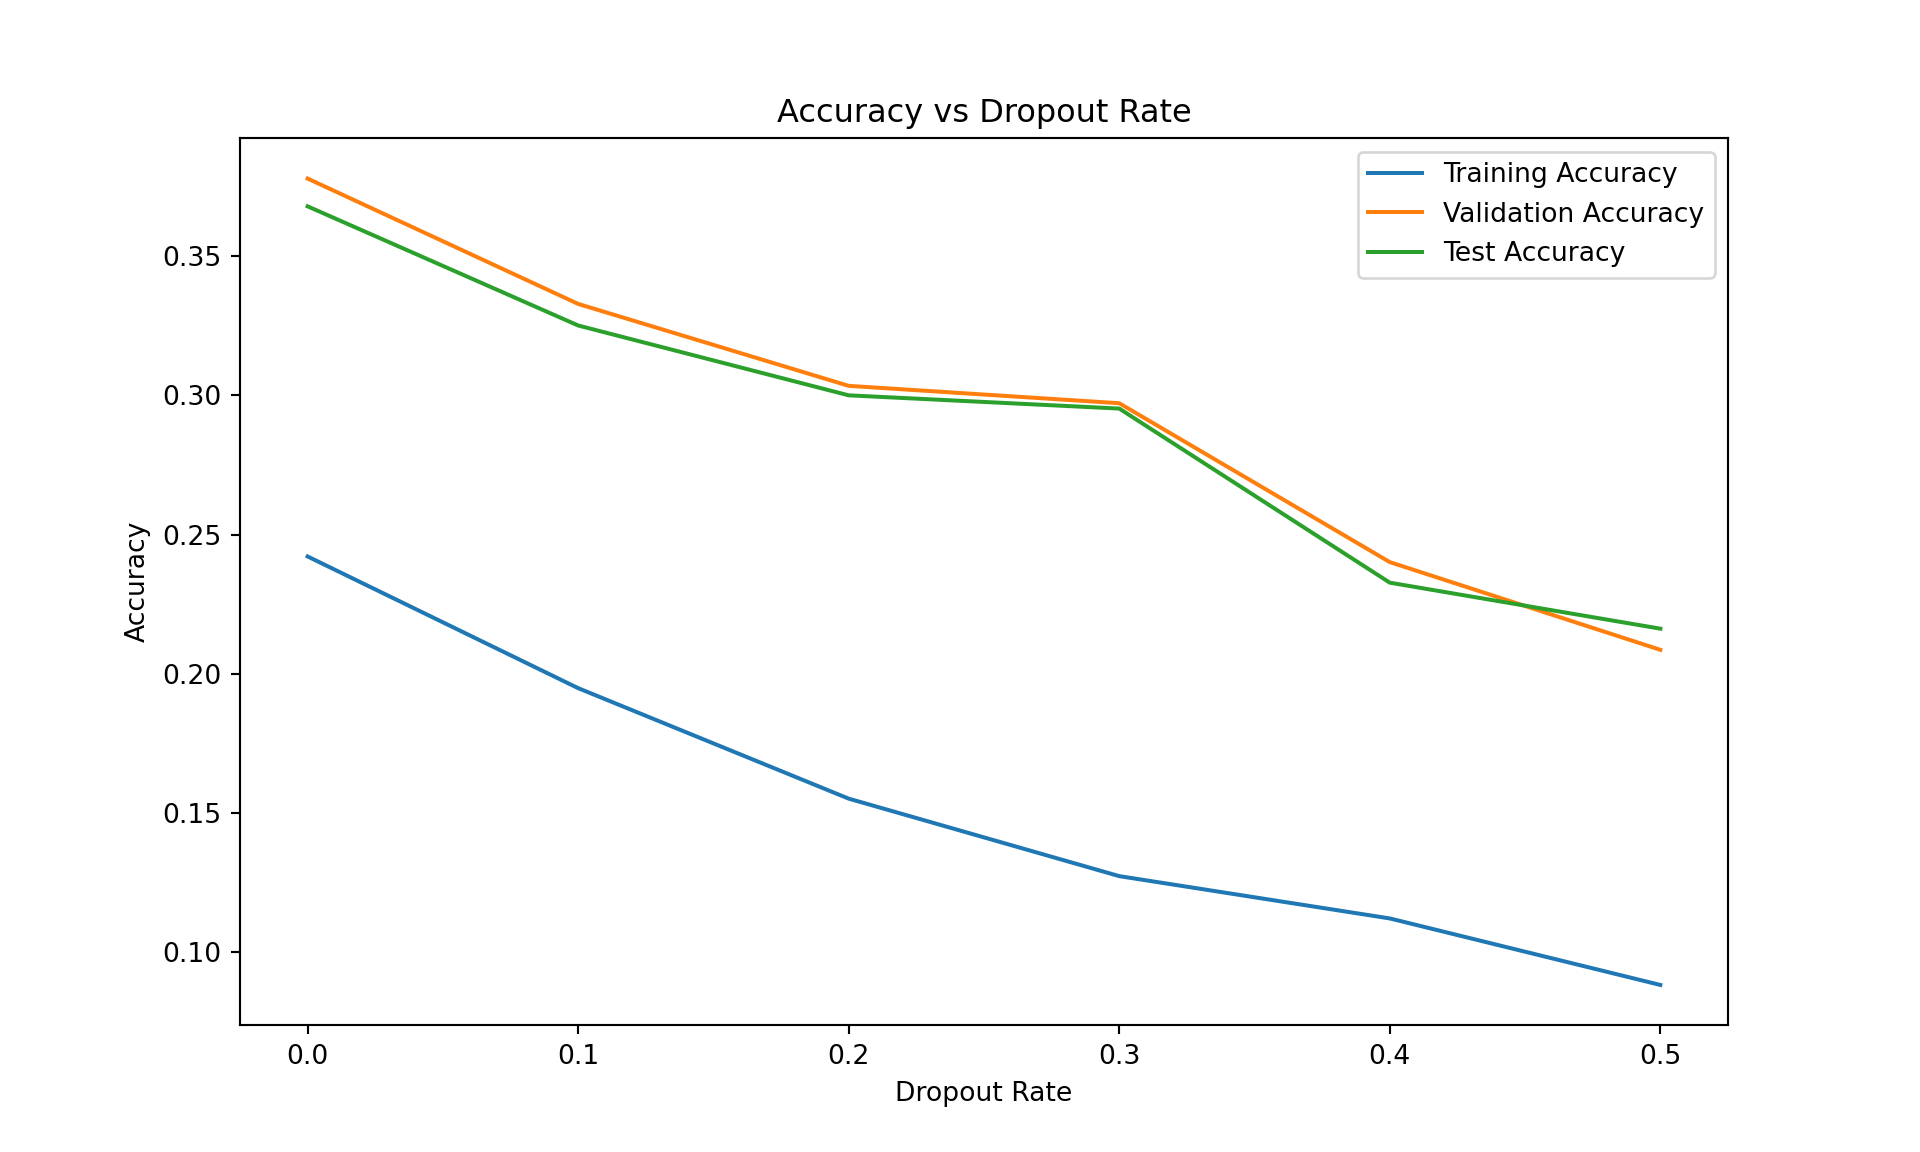 Accuracy vs Dropout Rate
Training Accuracy
Validation Accuracy
Test Accuracy
Accuracy
0.35
0.30
0.25
0.20
0.15
0.10
0.0 0.1 0.2 0.3 0.4 0.5
Dropout Rate